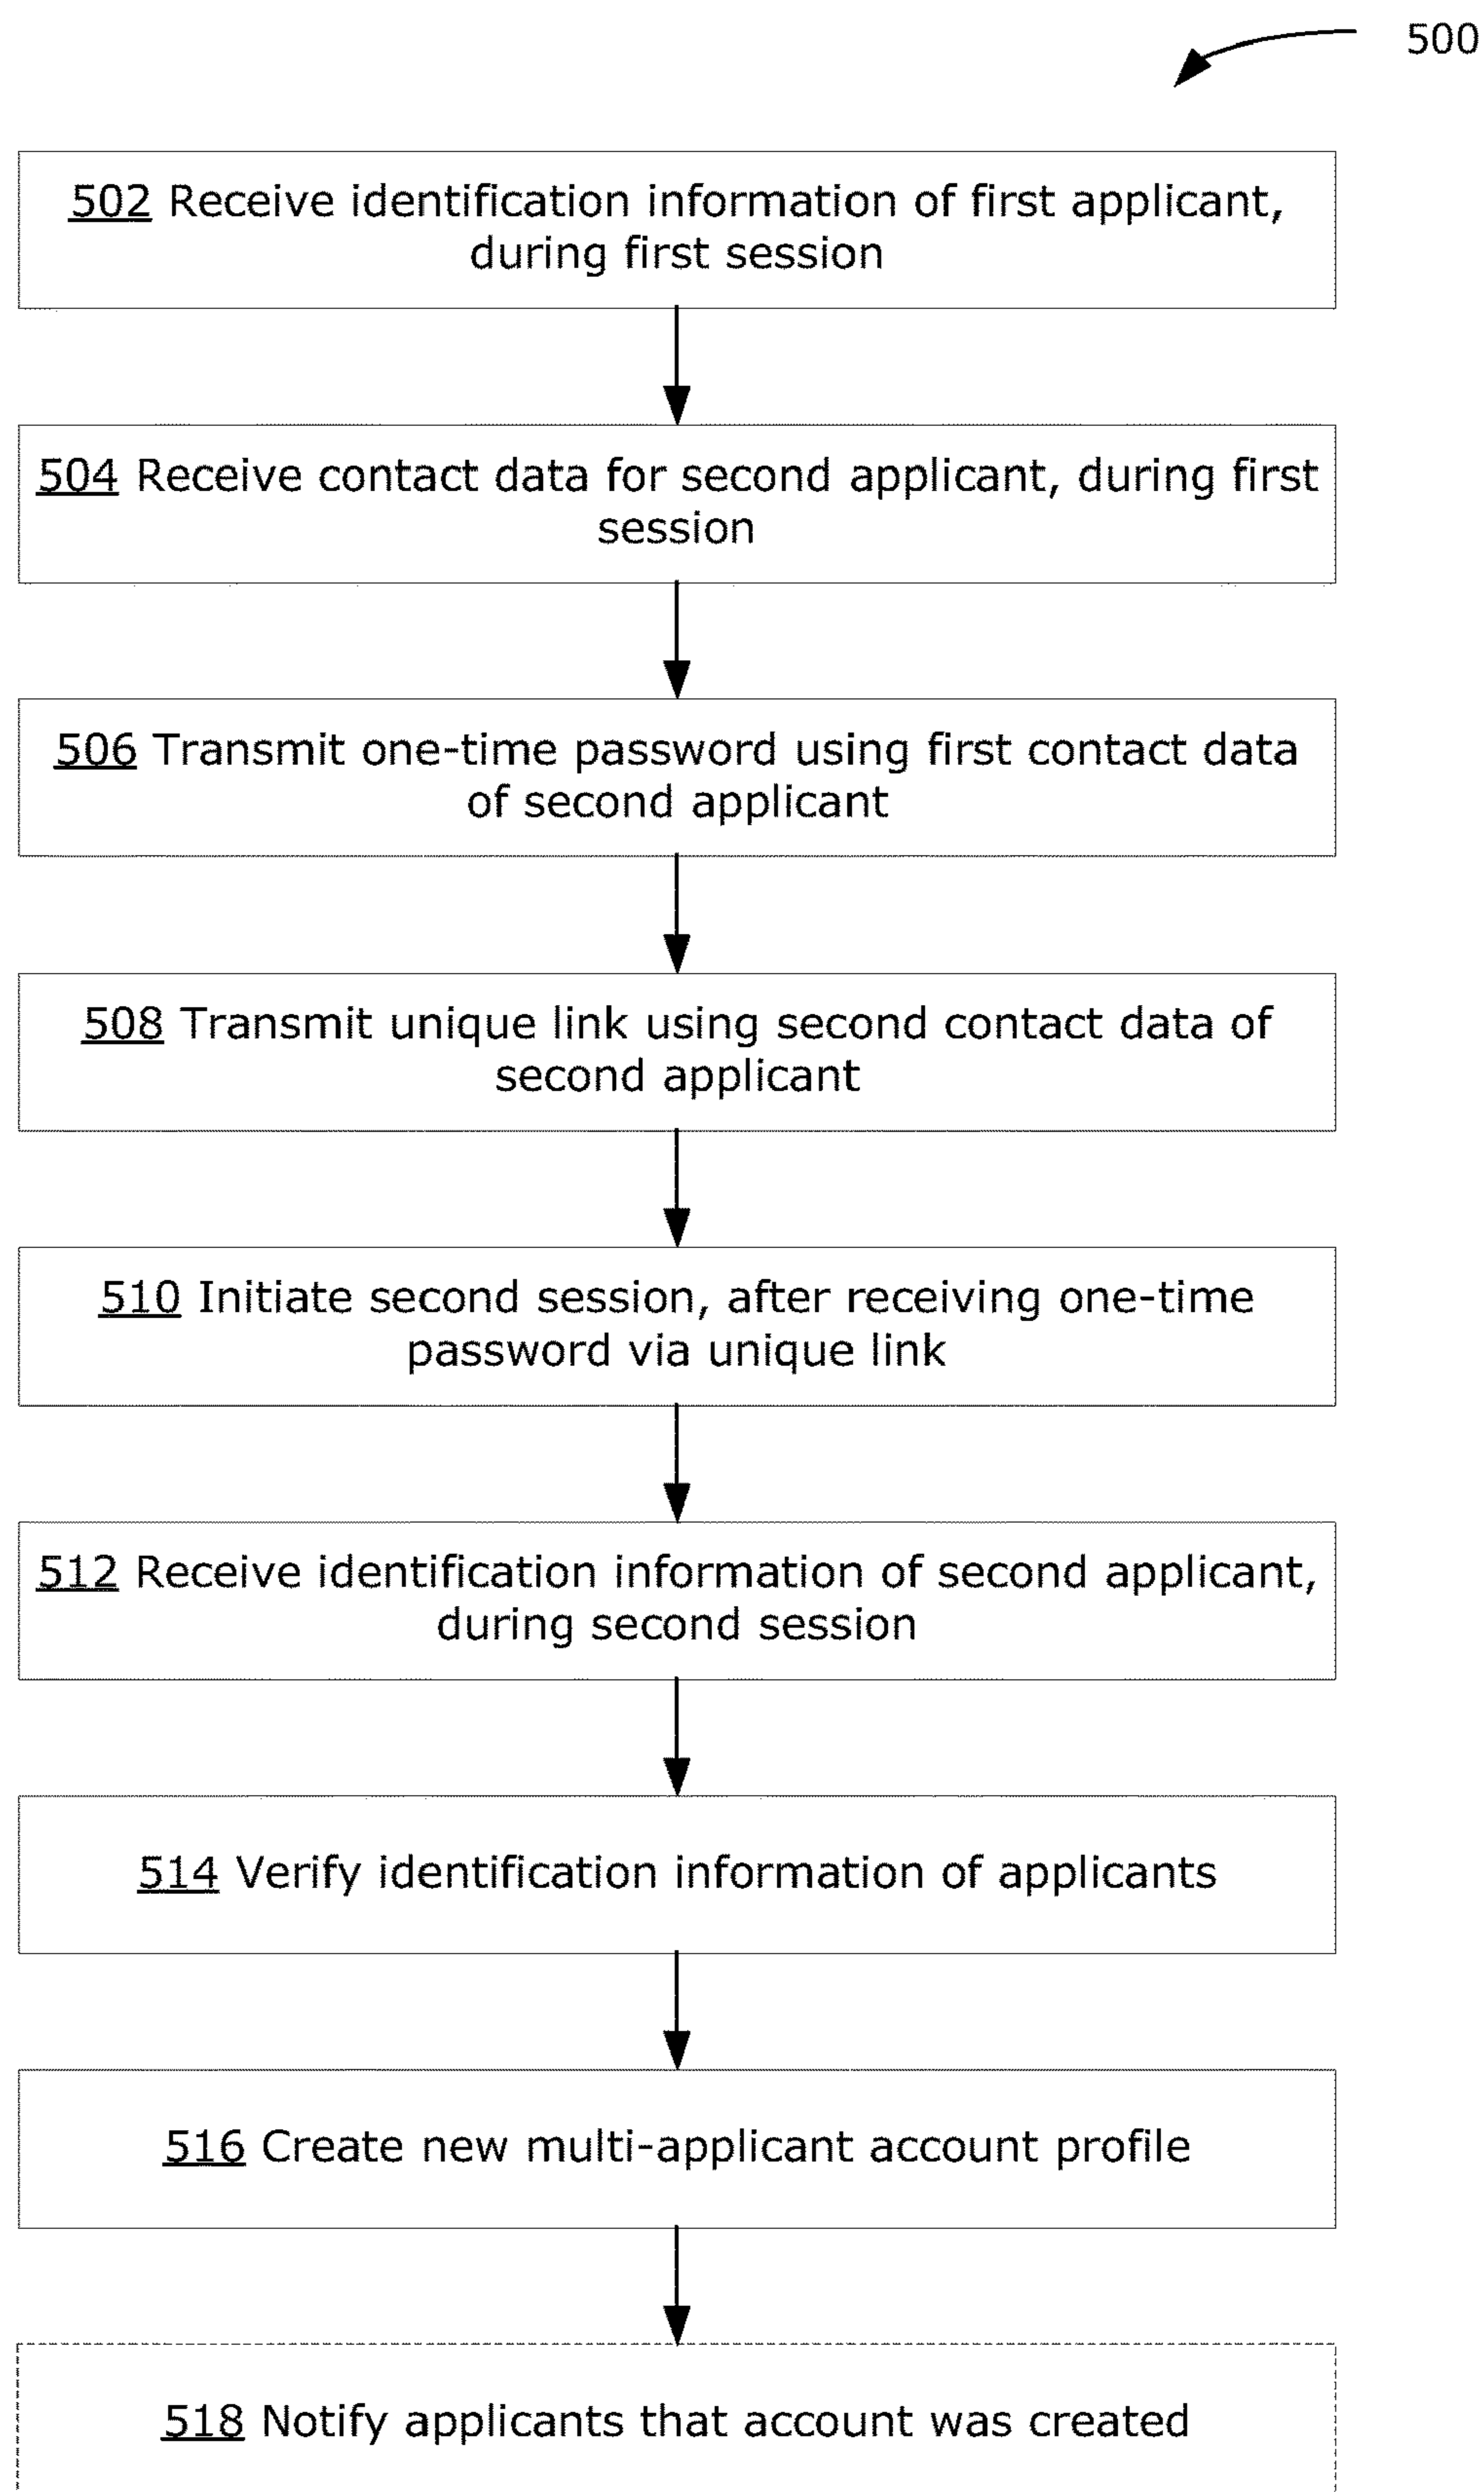 500
502 Receive identification information of first applicant,
during first session
504 Receive contact data for second applicant, during first
session
506 Transmit one-time password using first contact data
of second applicant
508 Transmit unique link using second contact data of
second applicant
510 Initiate second session, after receiving one-time
password via unique link
512 Receive identification information of second applicant,
during second session
514 Verify identification information of applicants
516 Create new multi-applicant account profile
518 Notify applicants that account was created